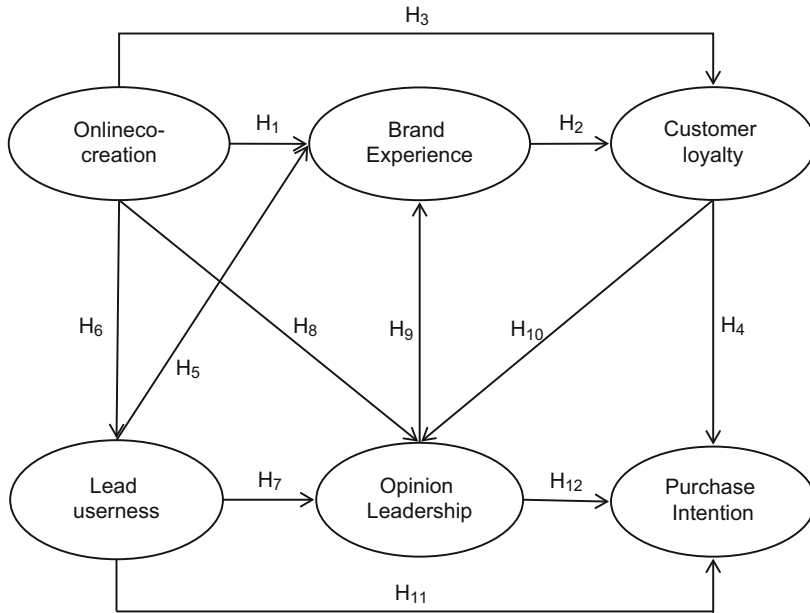 H3
Onlineco-
creation
H1
Brand
Experience
H2
Customer
loyalty
H6
H5
H8
H9
H10
H4
Lead
userness
H7
Opinion
Leadership
H12
Purchase
Intention
H11